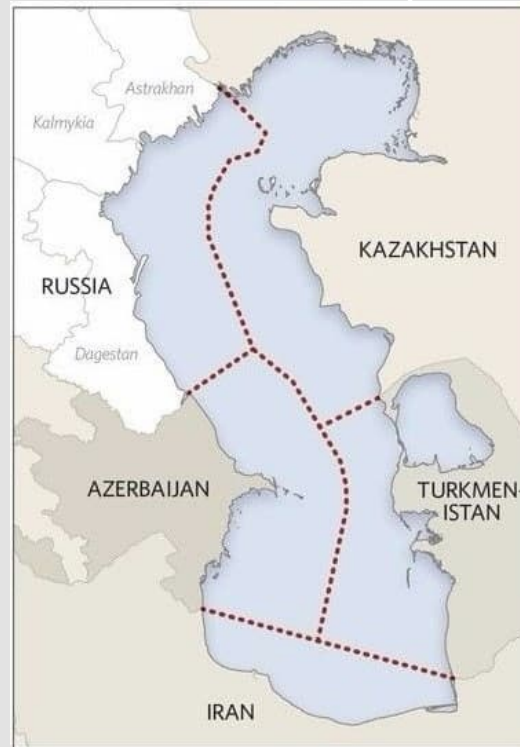 Astrakhan
Kalmykia
KAZAKHSTAN
RUSSIA
Dagestan
AZERBAIJAN
TURKMEN-
ISTAN
IRAN